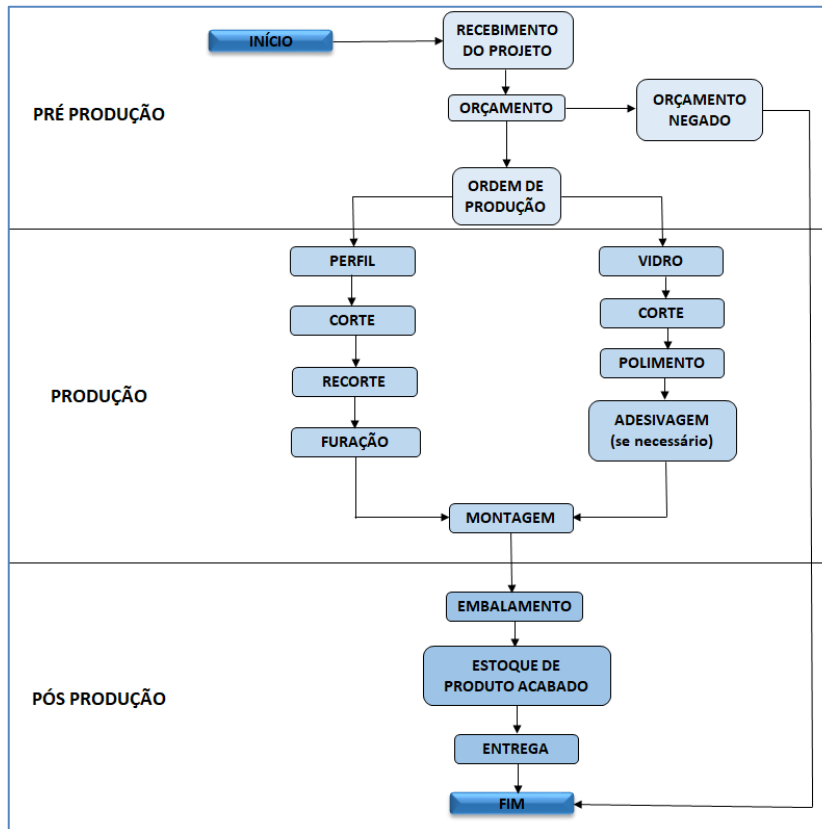 INÍCIO
RECEBIMENTO
DO PROJETO
PRÉ PRODUÇÃO
ORÇAMENTO
ORÇAMENTO
NEGADO
ORDEM DE
PRODUÇÃO
PRODUÇÃO
PERFIL
CORTE
RECORTE
FURAÇÃO
VIDRO
CORTE
POLIMENTO
ADESIVAGEM
(se necessário)
MONTAGEM
PÓS PRODUÇÃO
EMBALAMENTO
ESTOQUE DE
PRODUTO ACABADO
ENTREGA
FIM